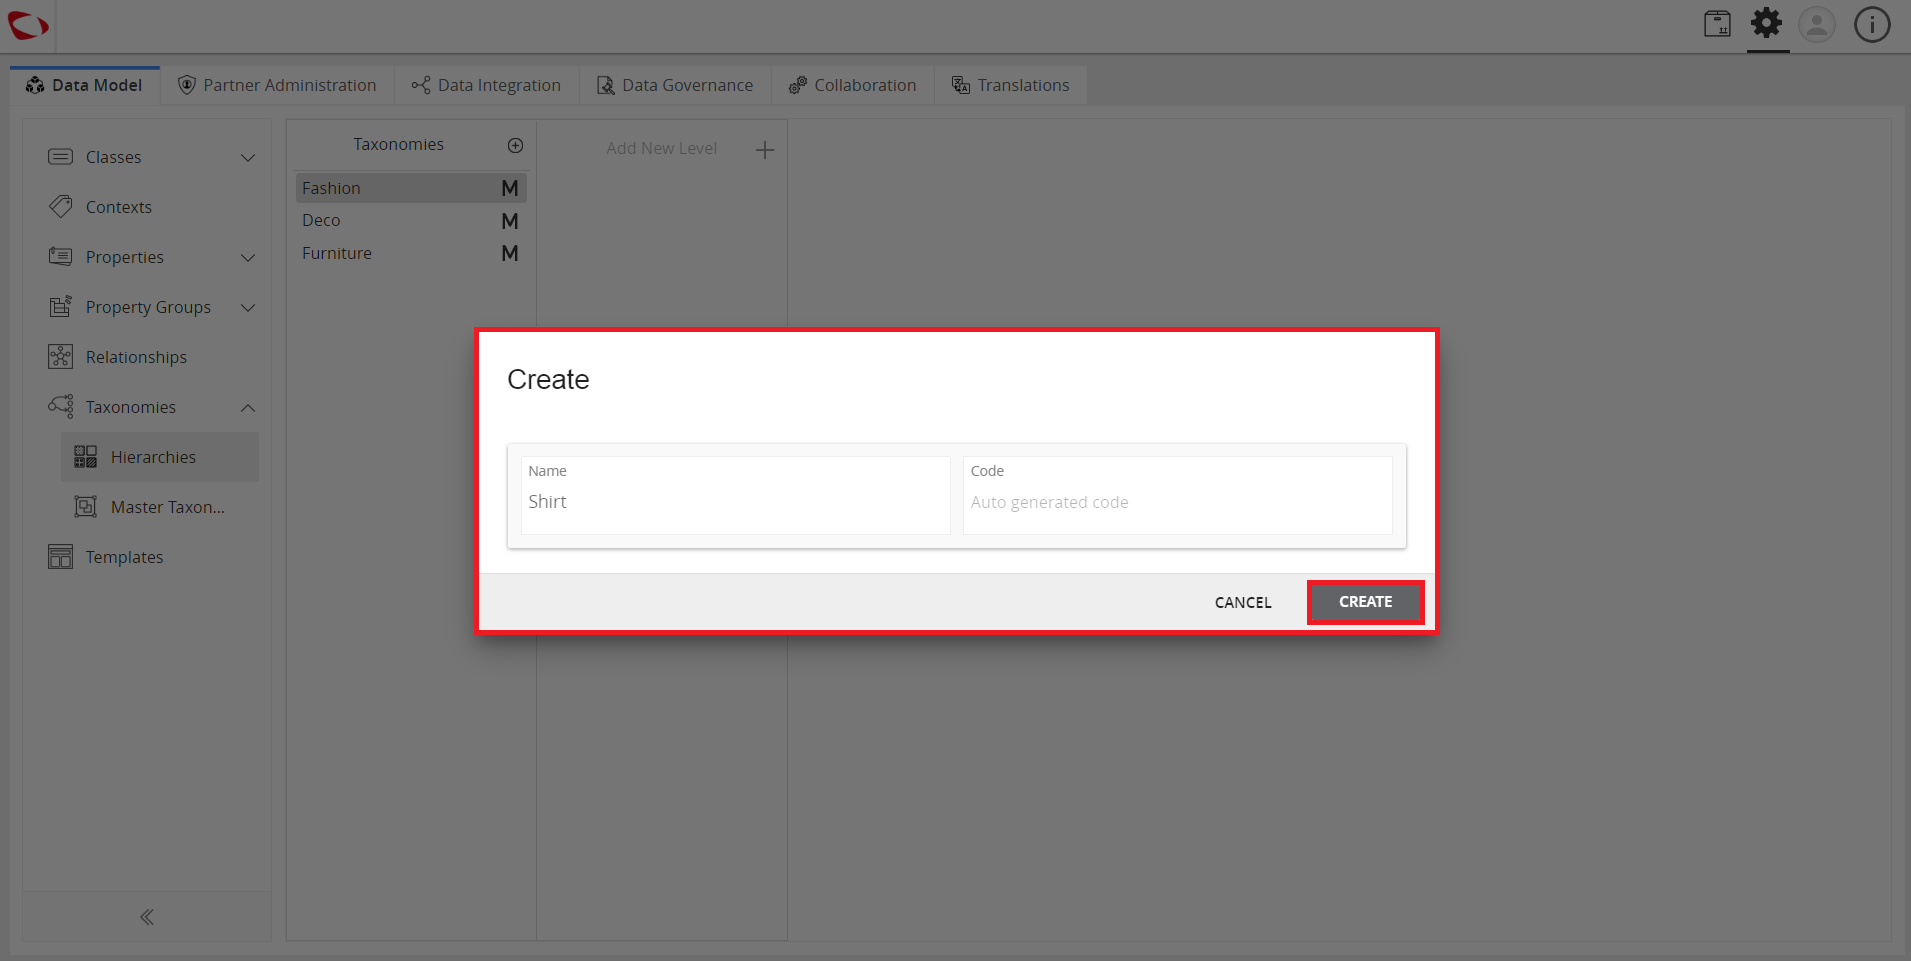 Data Model
Partner Administration
Data Integration
Data Governance
Collaboration
Translations
Classes
Contexts
Properties
Property Groups
Relationships
Taxonomies
Hierarchies
Master Taxon...
Templates
Taxonomies
Fashion M
Deco M
Furniture M
Add New Level
Create
Name
Shirt
Code
Auto generated code
CANCEL
CREATE